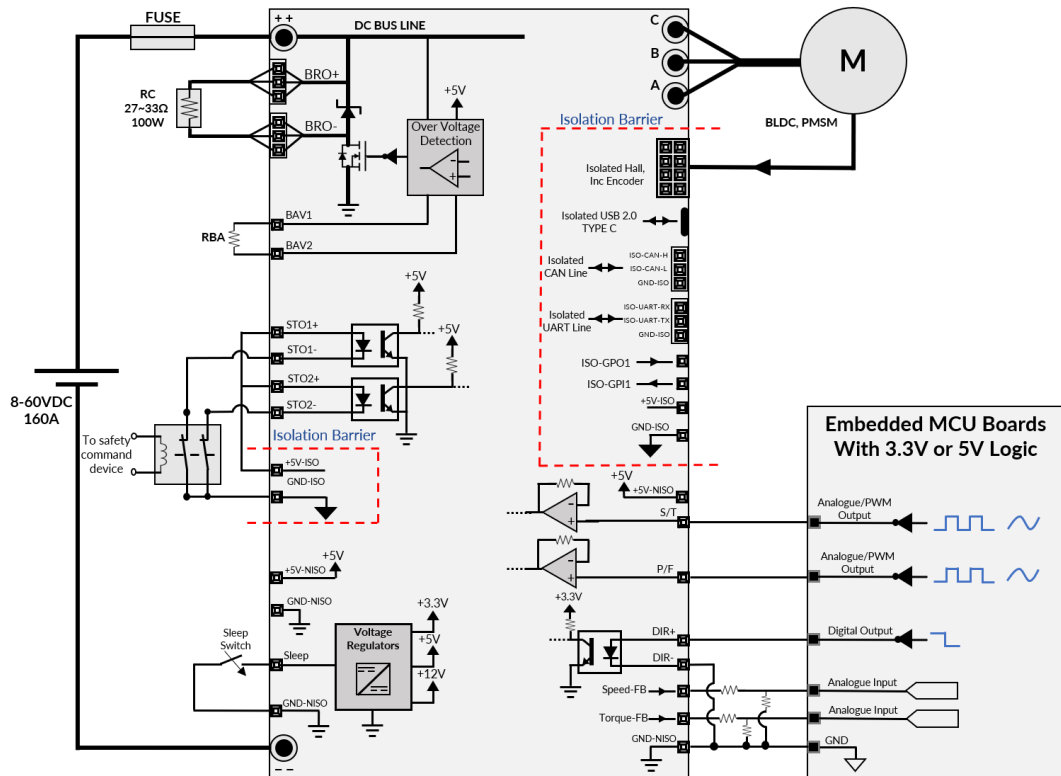 FUSE
+ +
DC BUS LINE
BRO+
RC
27~33Ω
100W
BRO-
+5V
Over Voltage
Detection
-
+
BAV1
RBA
BAV2
C
B
A
M
BLDC, PMSM
Isolation Barrier
Isolated Hall,
Inc Encoder
Isolated USB 2.0
TYPE C
Isolated
CAN Line
ISO-CAN-H
ISO-CAN-L
GND-ISO
Isolated
UART Line
ISO-UART-RX
ISO-UART-TX
GND-ISO
ISO-GPO1
ISO-GPI1
+5V-ISO
GND-ISO
+5V
+5V
STO1+
STO1-
STO2+
STO2-
8-60VDC
160A
To safety
command
device
Isolation Barrier
+5V-ISO
GND-ISO
+5V
+5V-NISO
GND-NISO
Sleep
Switch
Sleep
GND-NISO
Voltage
Regulators
+3.3V
+5V
+12V
- -
+5V
+5V-NISO
-
+
S/T
-
+
P/F
+3.3V
DIR+
DIR-
Speed-FB
Torque-FB
GND-NISO
Embedded MCU Boards
With 3.3V or 5V Logic
Analogue/PWM
Output
Analogue/PWM
Output
Digital Output
Analogue Input
Analogue Input
GND